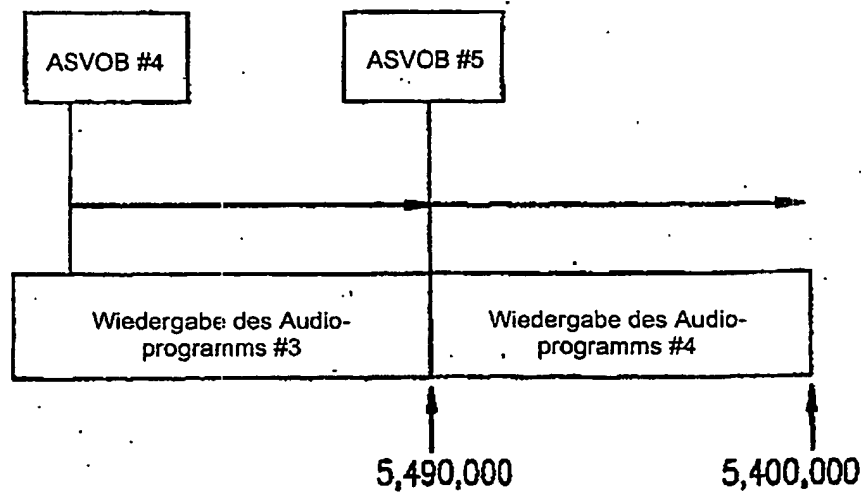 ASVOB #4
ASVOB #5
Wiedergabe des Audio-
programms #3
Wiedergabe des Audio-
programms #4
5,490,000
5,400,000